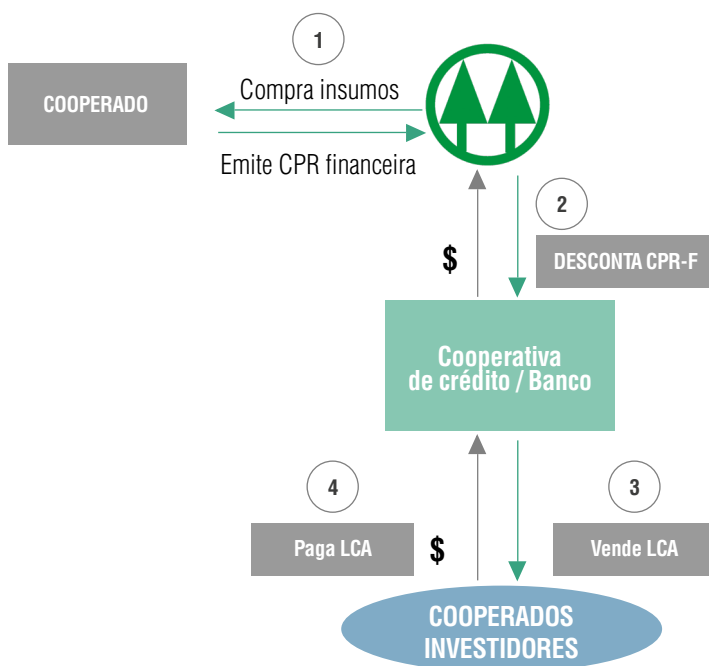 1
COOPERADO
Compra insumos
Emite CPR financeira
2
$
DESCONTA CPR-F
Cooperativa
de crédito / Banco
4
3
Paga LCA
$
Vende LCA
COOPERADOS
INVESTIDORES